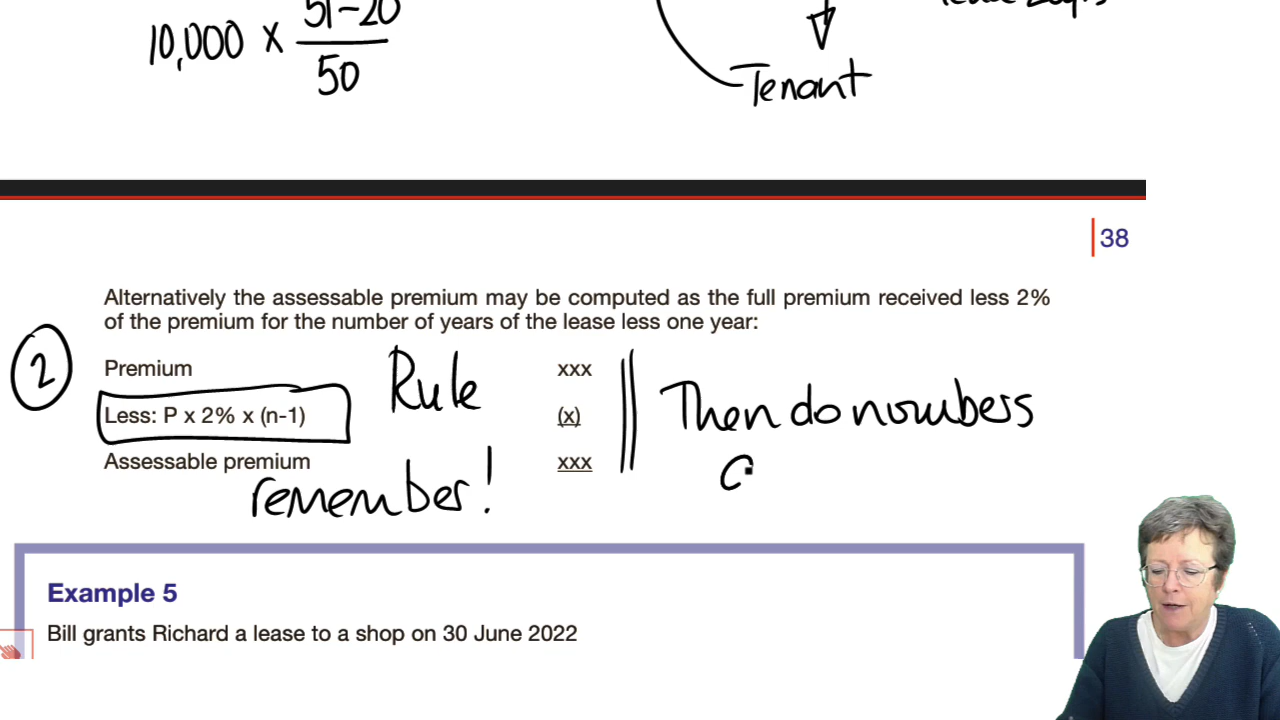 51-20
10,000 ×
50
Tenant
38
Alternatively the assessable premium may be computed as the full premium received less 2%
of the premium for the number of years of the lease less one year:
2
Premium xxx
Rule
Less: P x 2% x (n-1) (x)
Then do numbers
Assessable premium xxx
remember!
Example 5
Bill grants Richard a lease to a shop on 30 June 2022